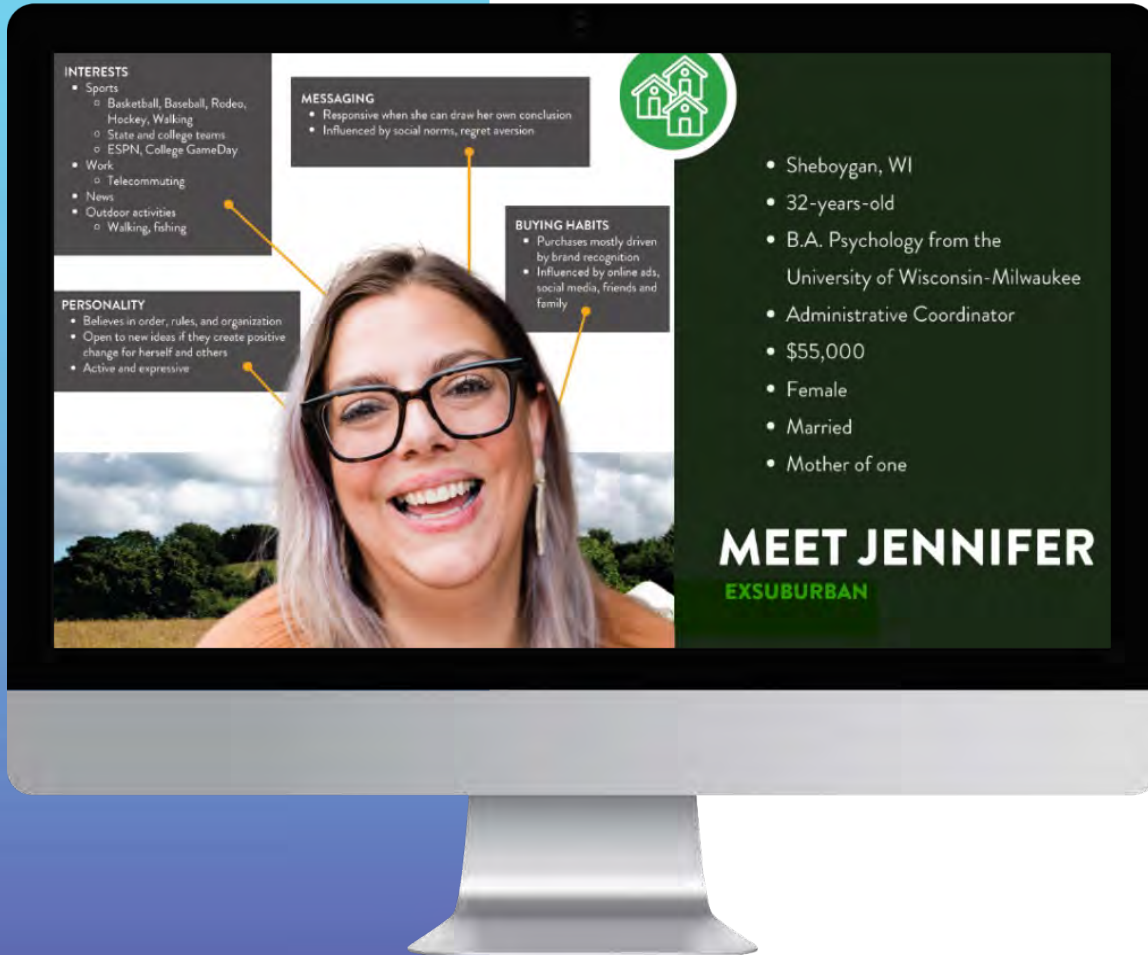 INTERESTS
▪ Sports
○ Basketball, Baseball, Rodeo,
Hockey, Walking
○ State and college teams
○ ESPN, College GameDay
▪ Work
○ Telecommuting
▪ News
▪ Outdoor activities
○ Walking, fishing
MESSAGING
▪ Responsive when she can draw her own conclusion
▪ Influenced by social norms, regret aversion
BUYING HABITS
▪ Purchases mostly driven
by brand recognition
▪ Influenced by online ads,
social media, friends and
family
PERSONALITY
▪ Believes in order, rules, and organization
▪ Open to new ideas if they create positive
change for herself and others
▪ Active and expressive
• Sheboygan, WI
• 32-years-old
• B.A. Psychology from the
University of Wisconsin-Milwaukee
• Administrative Coordinator
• $55,000
• Female
• Married
• Mother of one
MEET JENNIFER
EXSUBURBAN